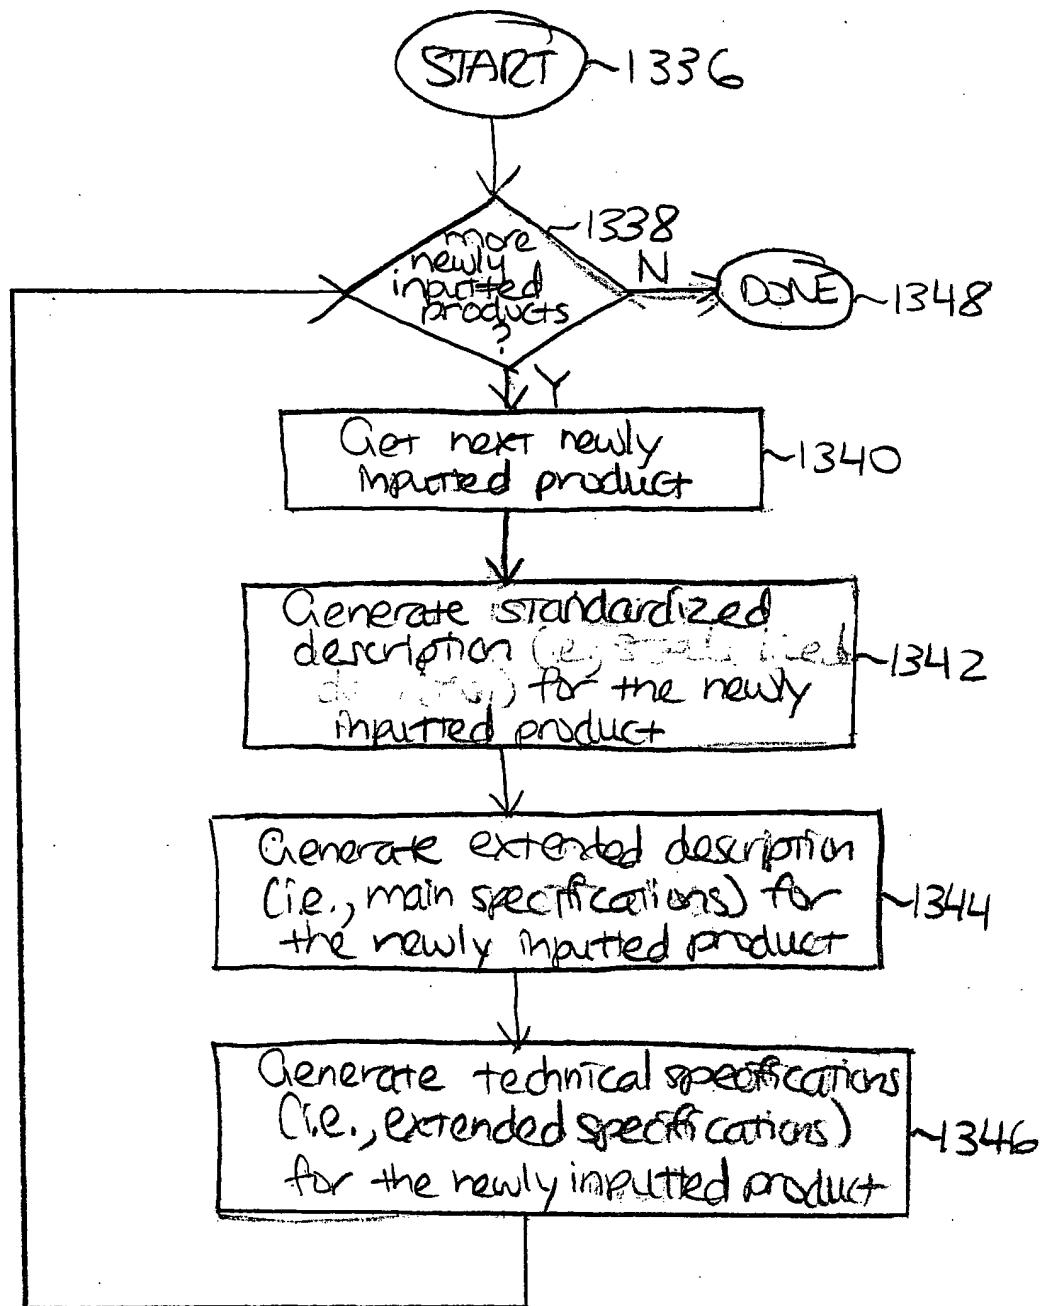 START ~1336
~1338
more
newly
inputted
products
?
N
DONE ~1348
Y
Get next newly
inputted product
~1340
Generate standardized
description (i.e.,
for the newly
inputted product
~1342
Generate extended description
(i.e., main specifications) for
the newly inputted product
~1344
Generate technical specifications
(i.e., extended specifications)
for the newly inputted product
~1346